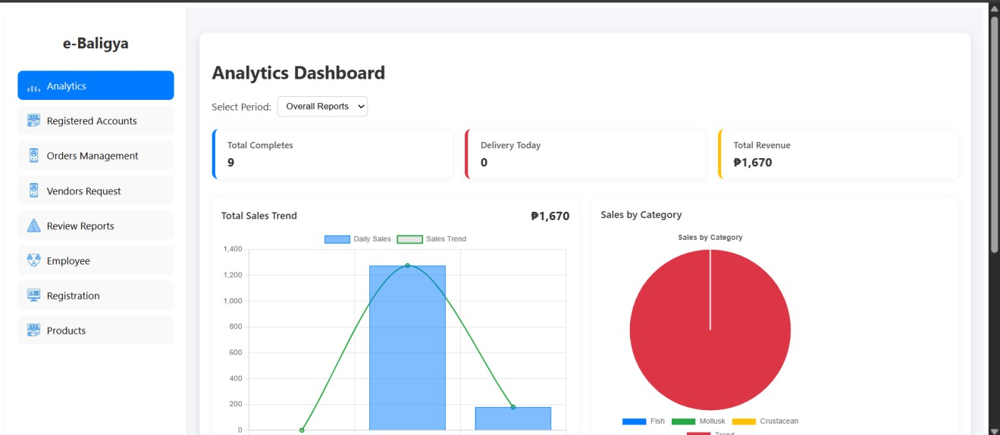 e-Baligya
Analytics
Registered Accounts
Orders Management
Vendors Request
Review Reports
Employee
Registration
Products
Analytics Dashboard
Select Period: Overall Reports
Total Completes
9
Delivery Today
0
Total Revenue
₱1,670
Total Sales Trend ₱1,670
Daily Sales Sales Trend
1,400
1,200
1,000
800
600
400
200
0
Sales by Category
Sales by Category
Fish Mollusk Crustacean
Trend